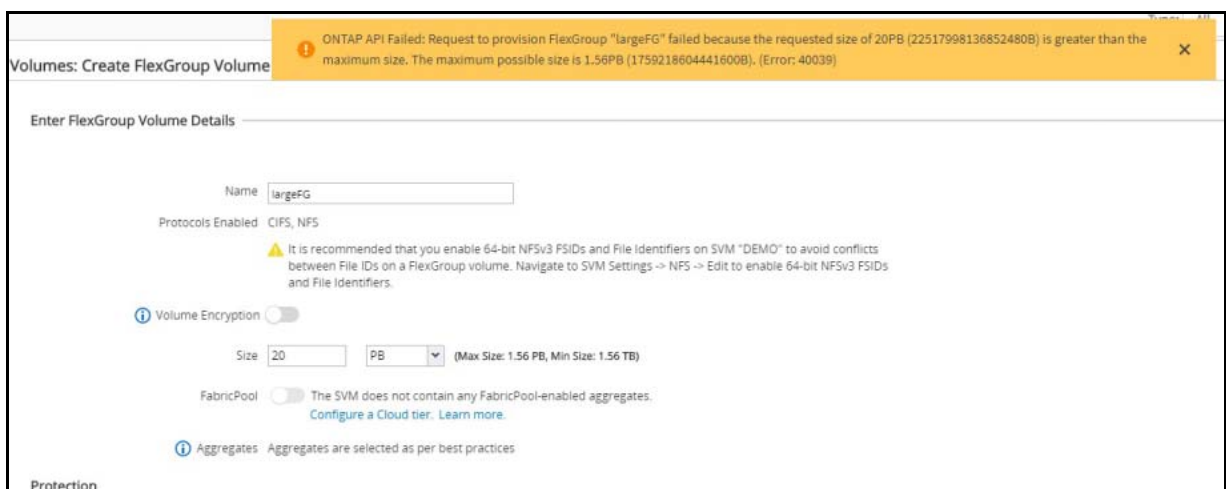 ONTAP API Failed: Request to provision FlexGroup "largeFG" failed because the requested size of 20PB (22517998136852480B) is greater than the
maximum size. The maximum possible size is 1.56PB (1759218604441600B). (Error: 40039)
Volumes: Create FlexGroup Volume
Enter FlexGroup Volume Details
Name largeFG
Protocols Enabled CIFS, NFS
It is recommended that you enable 64-bit NFSv3 FSIDs and File Identifiers on SVM "DEMO" to avoid conflicts
between File IDs on a FlexGroup volume. Navigate to SVM Settings -> NFS -> Edit to enable 64-bit NFSv3 FSIDs
and File Identifiers.
Volume Encryption
Size 20 PB (Max Size: 1.56 PB, Min Size: 1.56 TB)
FabricPool The SVM does not contain any FabricPool-enabled aggregates.
Configure a Cloud tier. Learn more.
Aggregates Aggregates are selected as per best practices
Protection